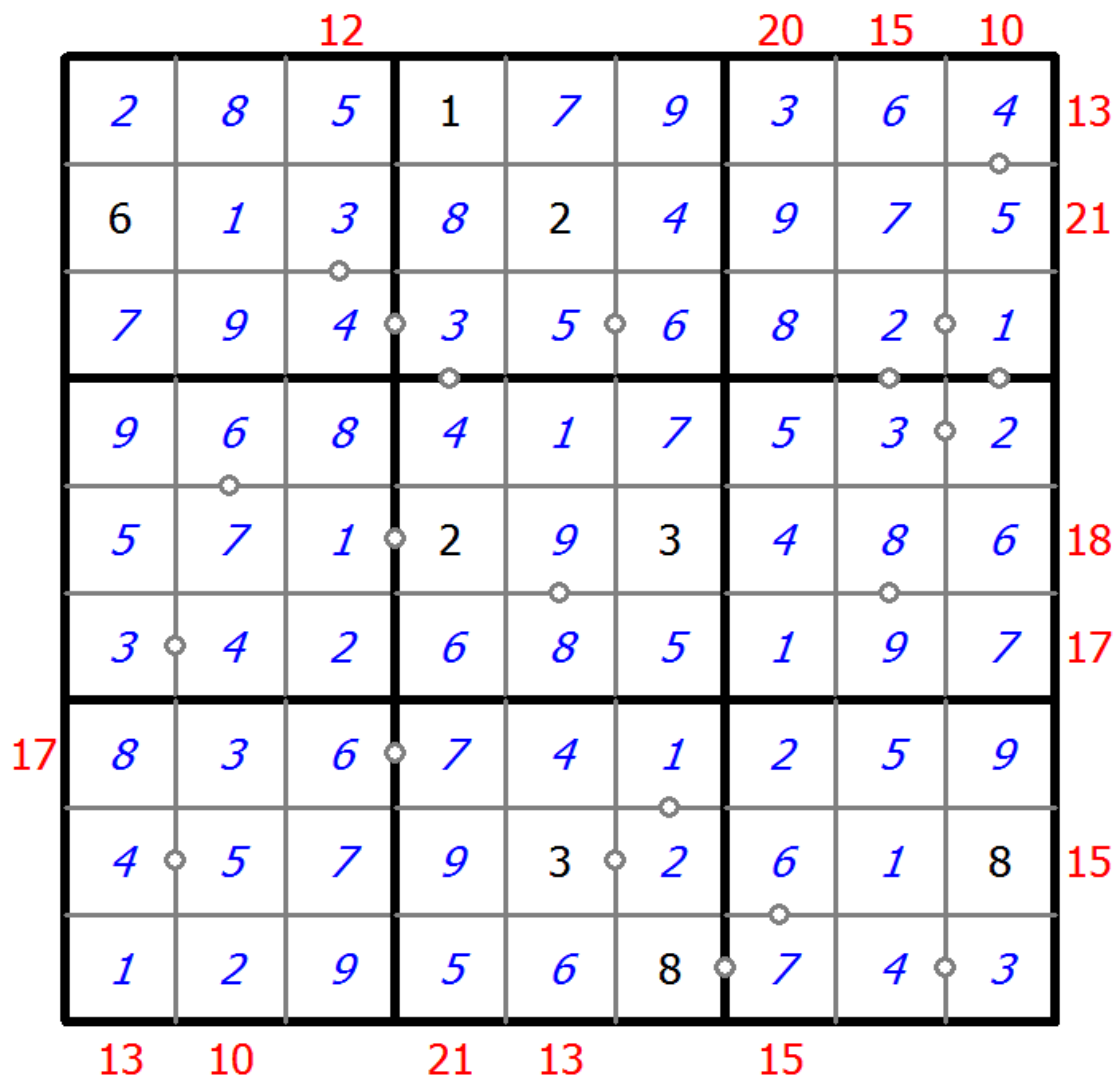 12 20 15 10
2 8 5 1 7 9 3 6 4 13
6 1 3 8 2 4 9 7 5 21
7 9 4 3 5 6 8 2 1
9 6 8 4 1 7 5 3 2
5 7 1 2 9 3 4 8 6 18
3 4 2 6 8 5 1 9 7 17
17 8 3 6 7 4 1 2 5 9
4 5 7 9 3 2 6 1 8 15
1 2 9 5 6 8 7 4 3
13 10 21 13 15